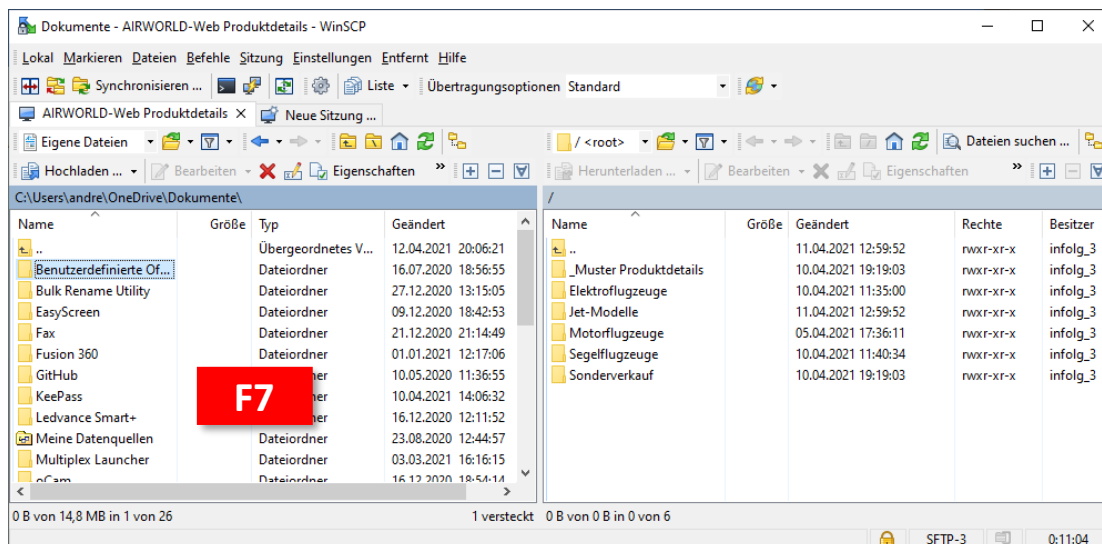 Dokumente - AIRWORLD-Web Produktdetails - WinSCP
Lokal Markieren Dateien Befehle Sitzung Einstellungen Entfernt Hilfe
Synchronisieren ... Liste Übertragungsoptionen Standard
AIRWORLD-Web Produktdetails X Neue Sitzung ...
Eigene Dateien / <root> Dateien suchen ...
Hochladen ... Bearbeiten Eigenschaften » Herunterladen ... Bearbeiten Eigenschaften »
C:\Users\andre\OneDrive\Dokumente\ /
Name Größe Typ Geändert Name Größe Geändert Rechte Besitzer
.. Übergeordnetes V... 12.04.2021 20:06:21 .. 11.04.2021 12:59:52 rwxr-xr-x infolg_3
Benutzerdefinierte Of... Dateiordner 16.07.2020 18:56:55 _Muster Produktdetails 10.04.2021 19:19:03 rwxr-xr-x infolg_3
Bulk Rename Utility Dateiordner 27.12.2020 13:15:05 Elektroflugzeuge 10.04.2021 11:35:00 rwxr-xr-x infolg_3
EasyScreen Dateiordner 09.12.2020 18:42:53 Jet-Modelle 11.04.2021 12:59:52 rwxr-xr-x infolg_3
Fax Dateiordner 21.12.2020 21:14:49 Motorflugzeuge 05.04.2021 17:36:11 rwxr-xr-x infolg_3
Fusion 360 Dateiordner 01.01.2021 12:17:06 Segelflugzeuge 10.04.2021 11:40:34 rwxr-xr-x infolg_3
GitHub 10.05.2020 11:36:55 Sonderverkauf 10.04.2021 19:19:03 rwxr-xr-x infolg_3
KeePass ner 10.04.2021 14:06:32
F7
Ledvance Smart+ ner 16.12.2020 12:11:52
Meine Datenquellen Dateiordner 23.08.2020 12:44:57
Multiplex Launcher Dateiordner 03.03.2021 16:16:15
oCam Dateiordner 16.12.2020 18:54:14
0 B von 14,8 MB in 1 von 26 1 versteckt 0 B von 0 B in 0 von 6
SFTP-3 0:11:04